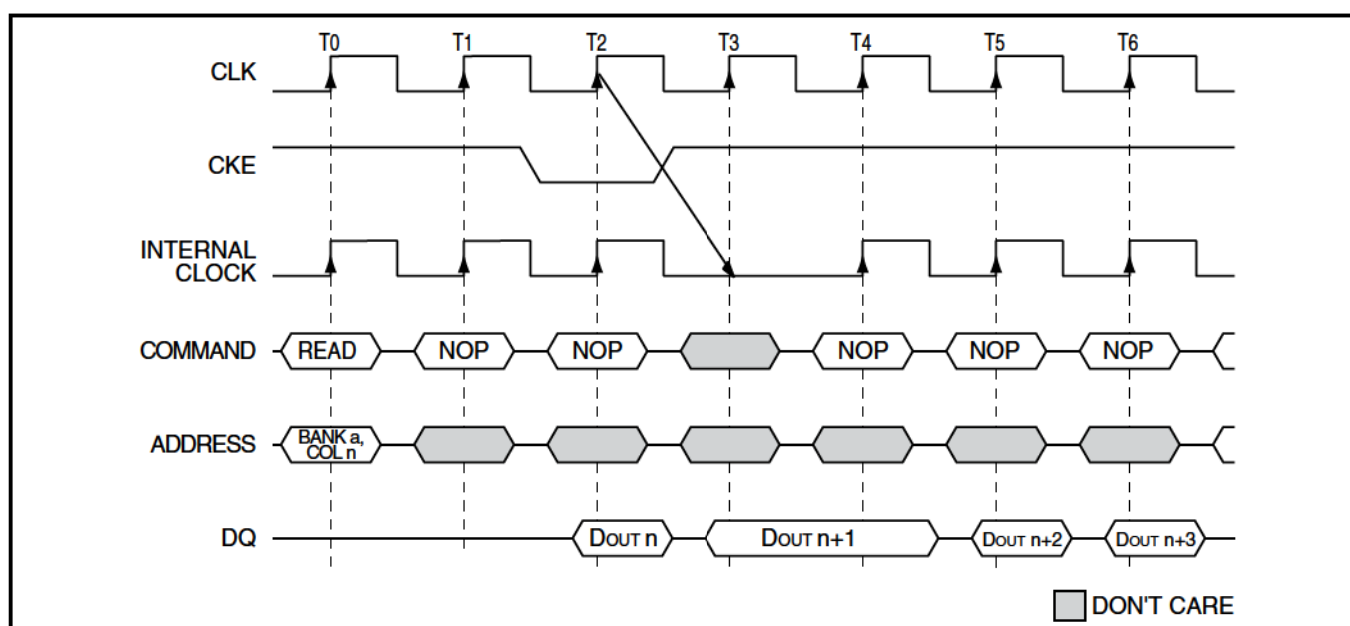 T0 T1 T2 T3 T4 T5 T6
CLK
CKE
INTERNAL
CLOCK
COMMAND READ NOP NOP NOP NOP NOP
ADDRESS BANK a,
COL n
DQ DOUT n DOUT n+1 DOUT n+2 DOUT n+3
DON'T CARE